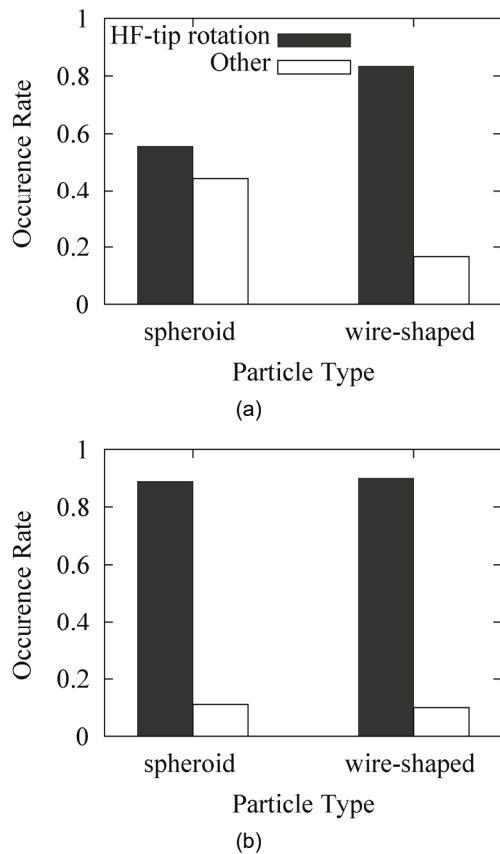 1
HF-tip rotation
Other
0.8
0.6
0.4
0.2
0
Occurence Rate
spheroid wire-shaped
Particle Type
(a)
1
0.8
0.6
0.4
0.2
0
Occurence Rate
spheroid wire-shaped
Particle Type
(b)